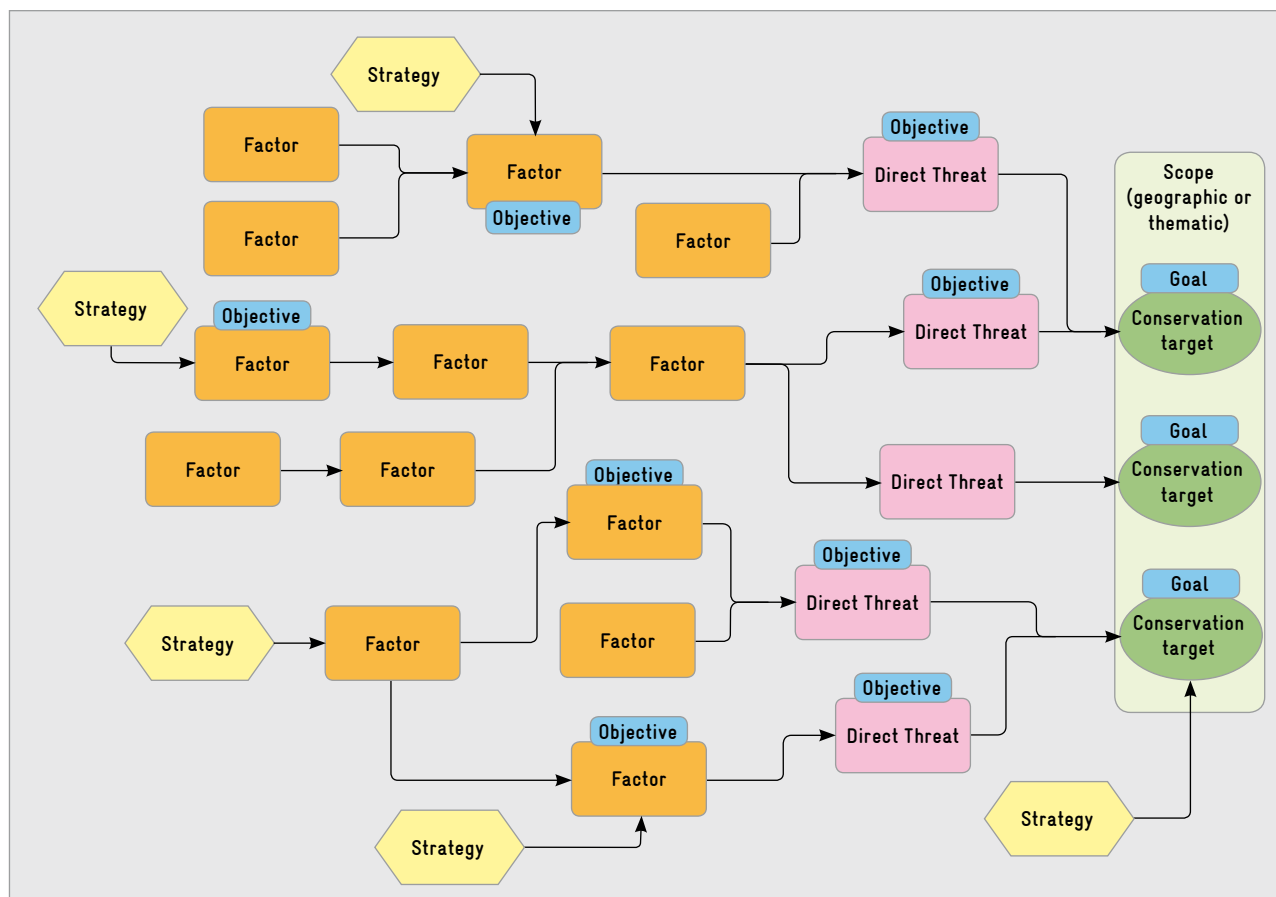 Strategy
Factor
Factor
Objective
Factor
Factor
Objective
Direct Threat
Scope
(geographic or
thematic)
Strategy
Objective
Factor
Factor
Factor
Objective
Direct Threat
Goal
Conservation
target
Factor
Factor
Direct Threat
Goal
Conservation
target
Objective
Factor
Objective
Direct Threat
Goal
Conservation
target
Strategy
Factor
Factor
Objective
Direct Threat
Objective
Factor
Strategy
Strategy